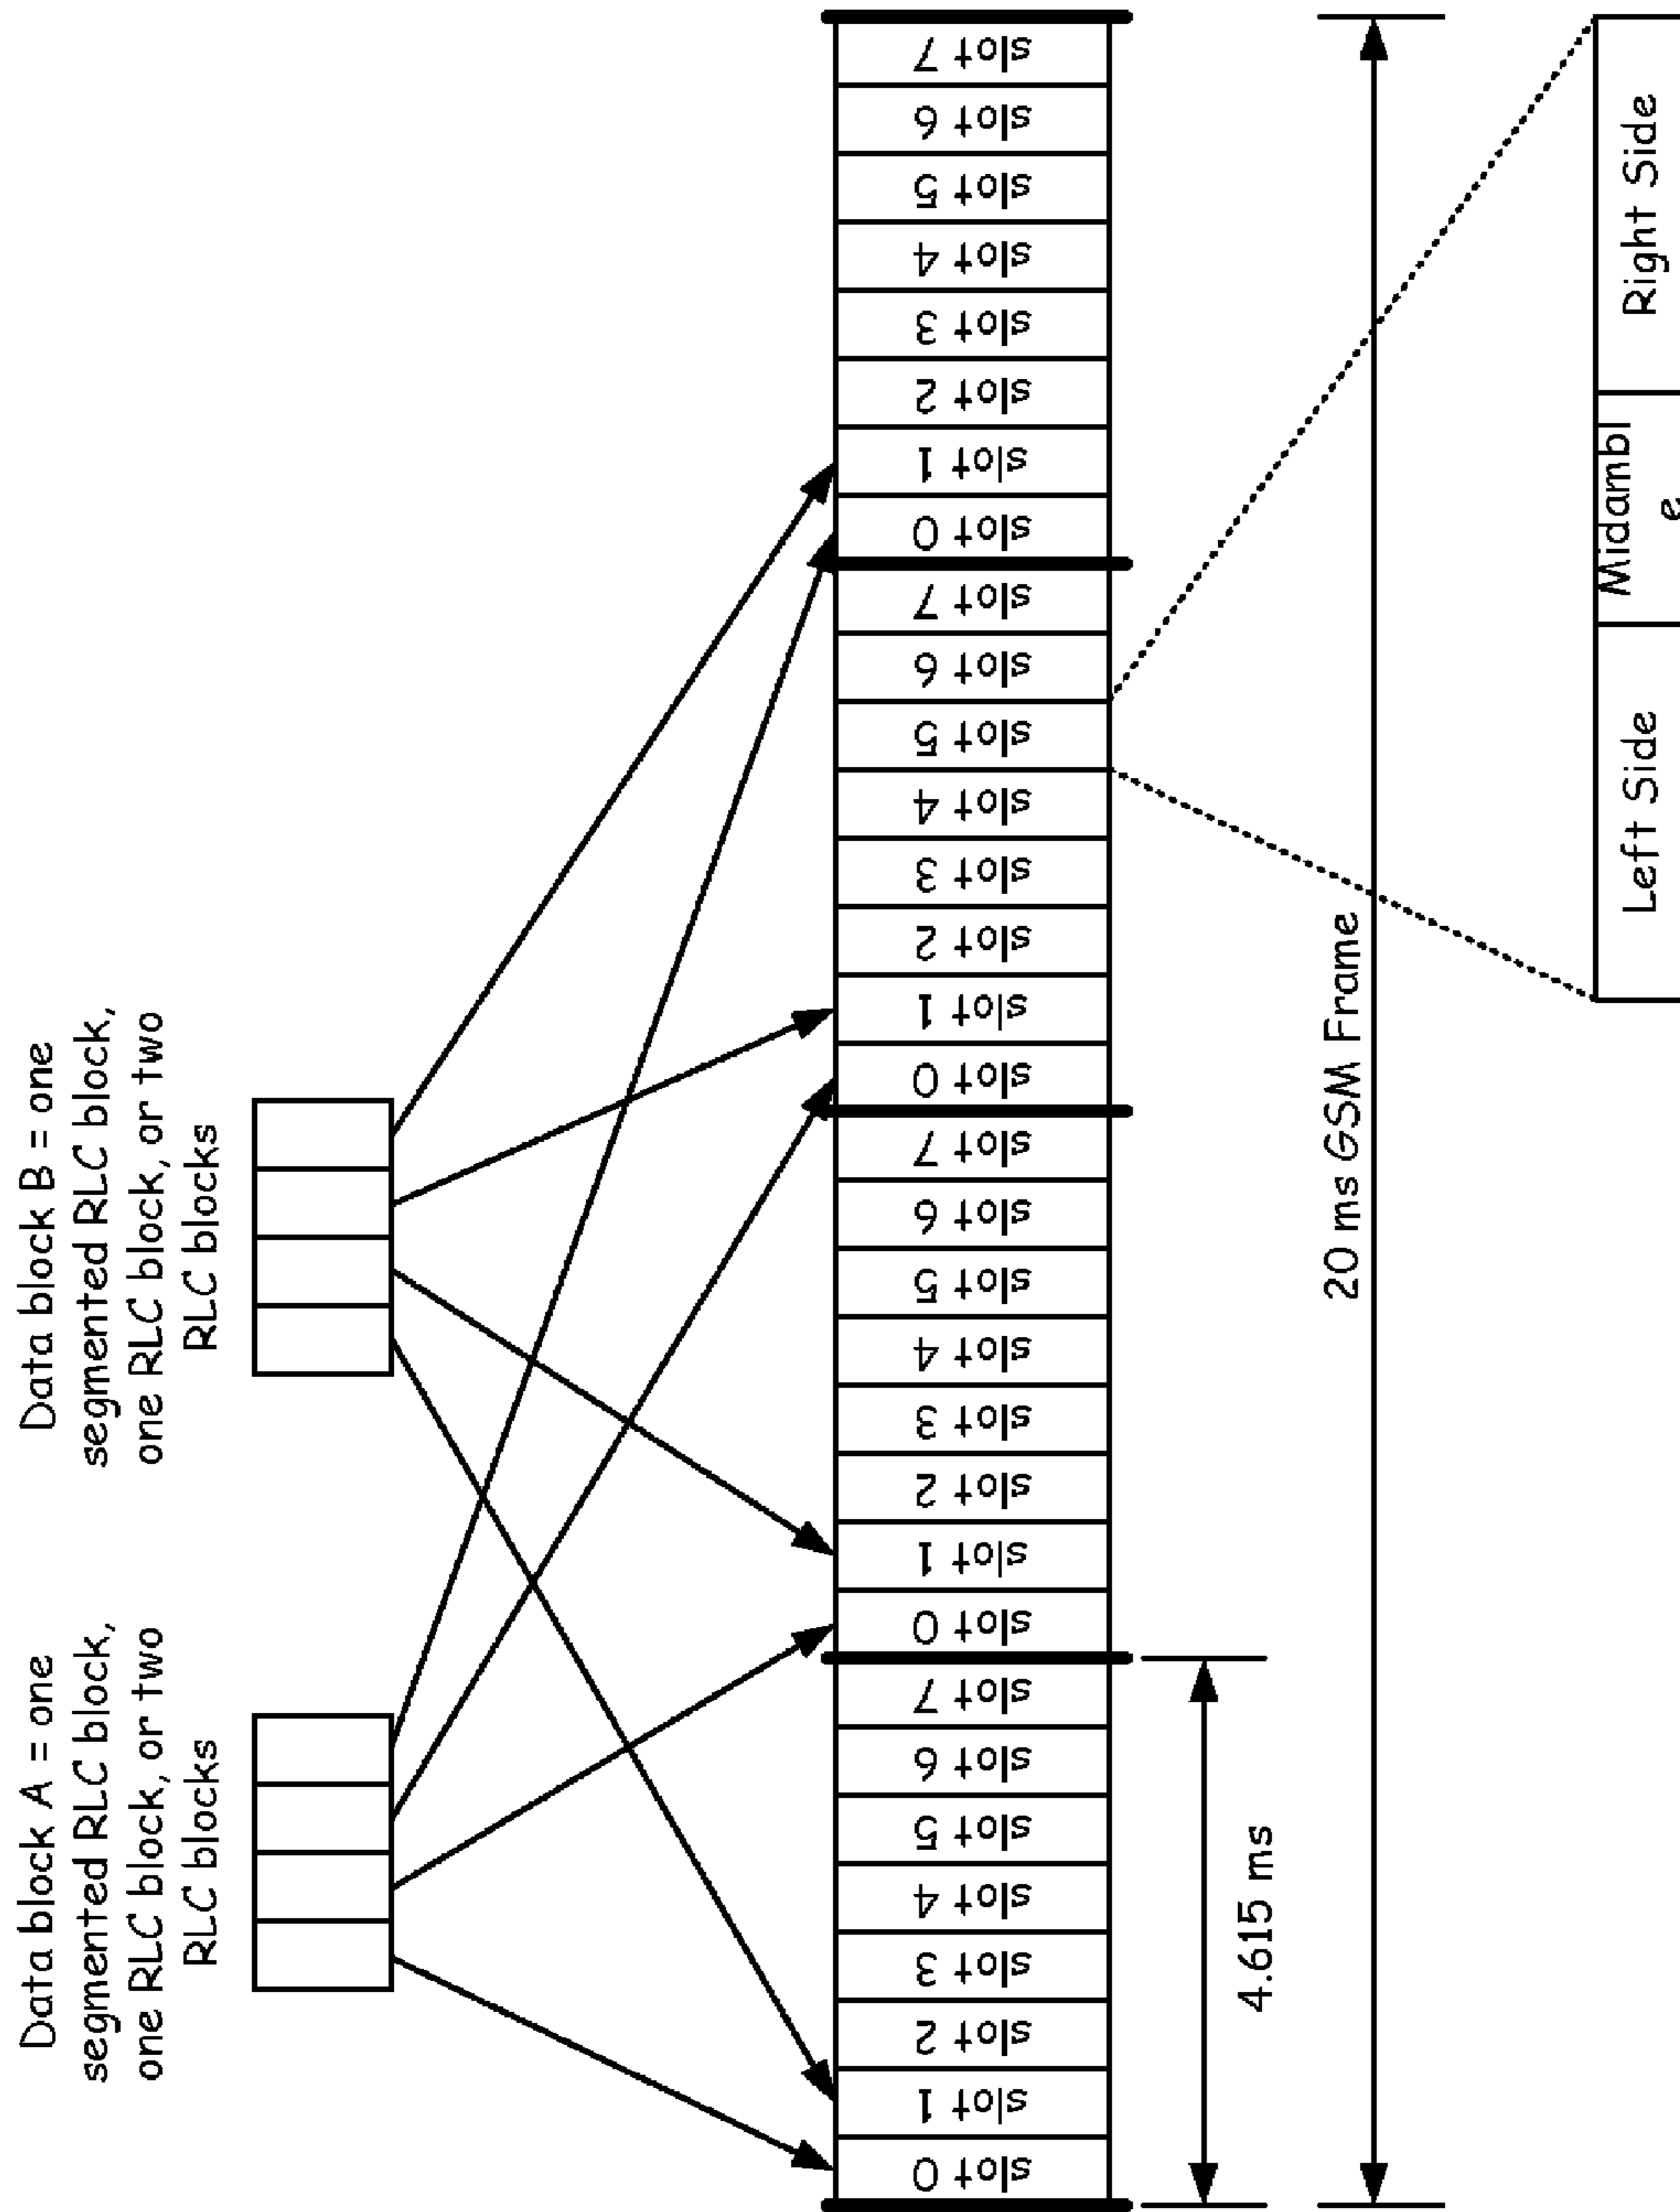 Data block A = one
segmented RLC block,
one RLC block, or two
RLC blocks
Data block B = one
segmented RLC block,
one RLC block, or two
RLC blocks
slot 0
slot 1
slot 2
slot 3
slot 4
slot 5
slot 6
slot 7
slot 0
slot 1
slot 2
slot 3
slot 4
slot 5
slot 6
slot 7
slot 0
slot 1
slot 2
slot 3
slot 4
slot 5
slot 6
slot 7
slot 0
slot 1
slot 2
slot 3
slot 4
slot 5
slot 6
slot 7
4.615 ms
20 ms GSM Frame
Left Side
Midambl
e
Right Side